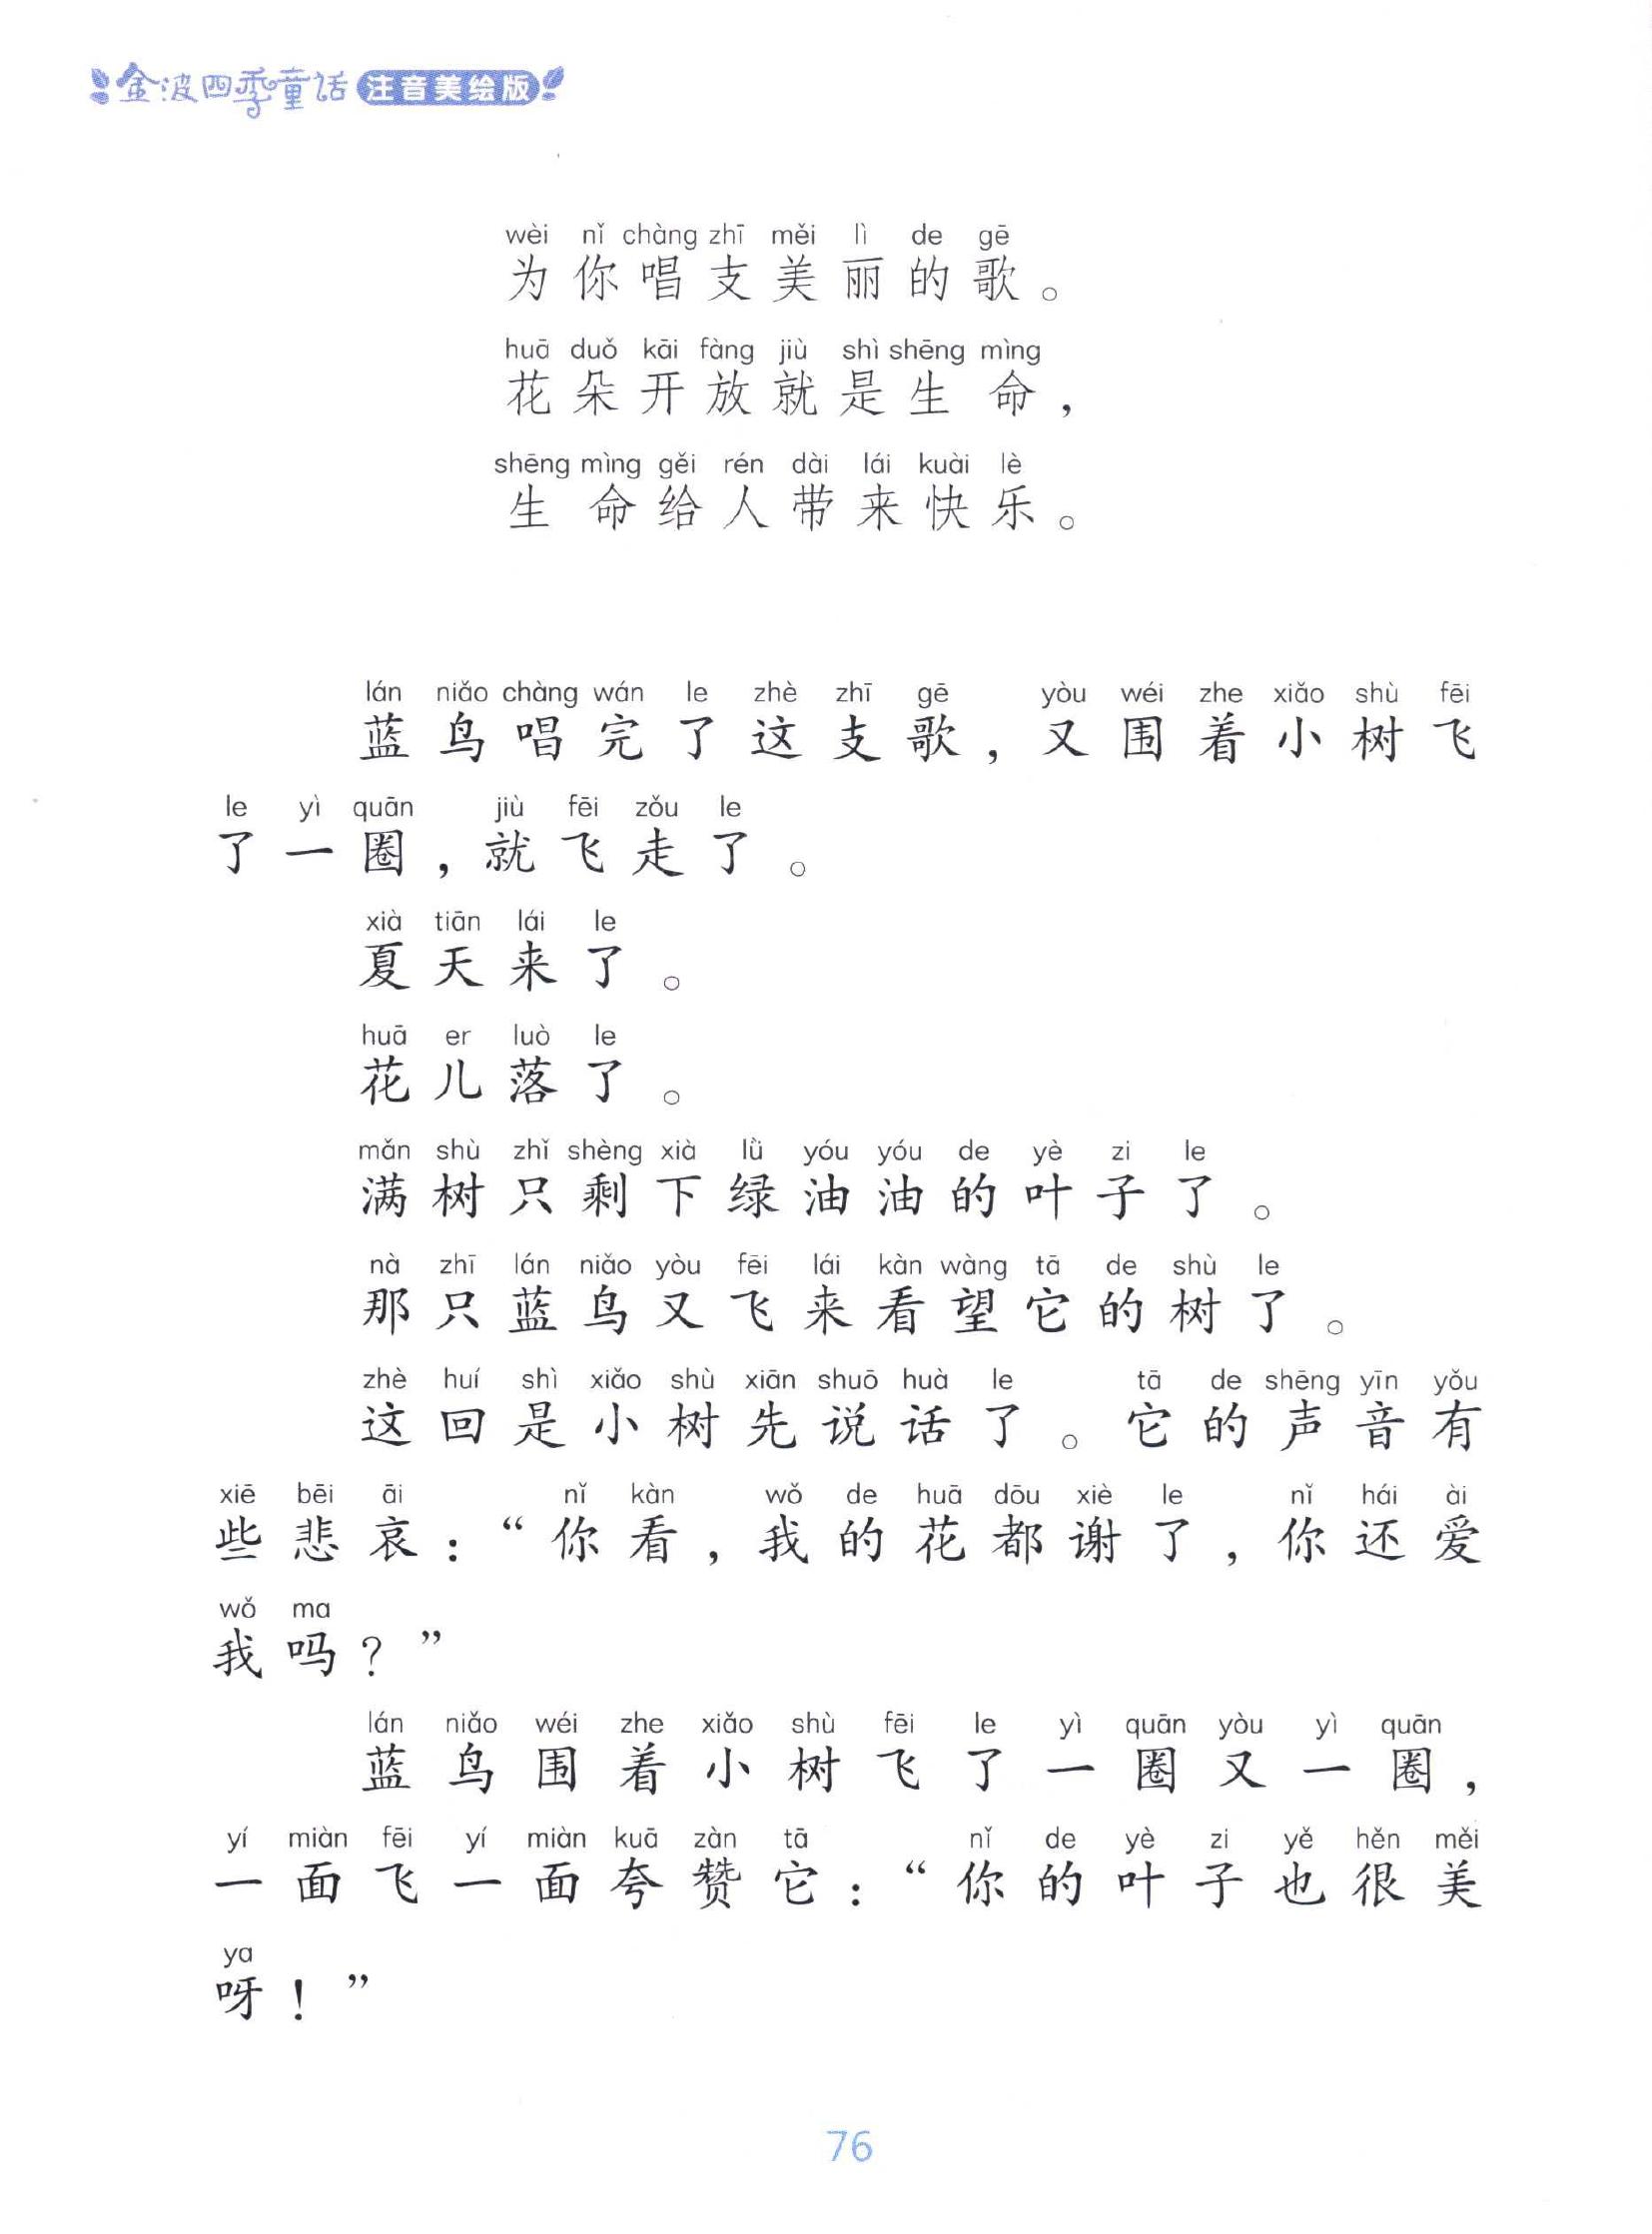 金波四季童话 注音美绘版
wèi nǐ chàng zhī měi lì de gē
为你唱支美丽的歌。
huā duǒ kāi fàng jiù shì shēng mìng
花朵开放就是生命，
shēng mìng gěi rén dài lái kuài lè
生命给人带来快乐。
lán niǎo chàng wán le zhè zhī gē yòu wéi zhe xiǎo shù fēi
蓝鸟唱完了这支歌，又围着小树飞
le yì quān jiù fēi zǒu le
了一圈，就飞走了。
xià tiān lái le
夏天来了。
huā er luò le
花儿落了。
mǎn shù zhǐ shèng xià lǜ yóu yóu de yè zi le
满树只剩下绿油油的叶子了。
nà zhī lán niǎo yòu fēi lái kàn wàng tā de shù le
那只蓝鸟又飞来看望它的树了。
zhè huí shì xiǎo shù xiān shuō huà le tā de shēng yīn yǒu
这回是小树先说话了。它的声音有
xiē bēi āi nǐ kàn wǒ de huā dōu xiè le nǐ hái ài
些悲哀：“你看，我的花都谢了，你还爱
wǒ ma
我吗？”
lán niǎo wéi zhe xiǎo shù fēi le yì quān yòu yì quān
蓝鸟围着小树飞了一圈又一圈，
yí miàn fēi yí miàn kuā zàn tā nǐ de yè zi yě hěn měi
一面飞一面夸赞它：“你的叶子也很美
ya
呀！”
76